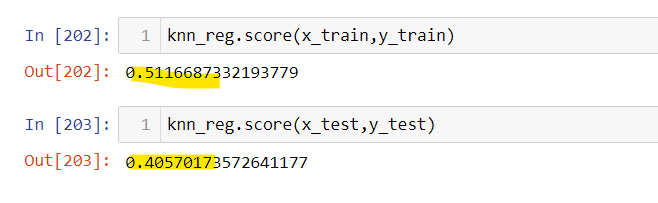 In [202]: 1 knn_reg.score(x_train,y_train)
Out[202]: 0.5116687332193779
In [203]: 1 knn_reg.score(x_test,y_test)
Out[203]: 0.4057017357264117​7